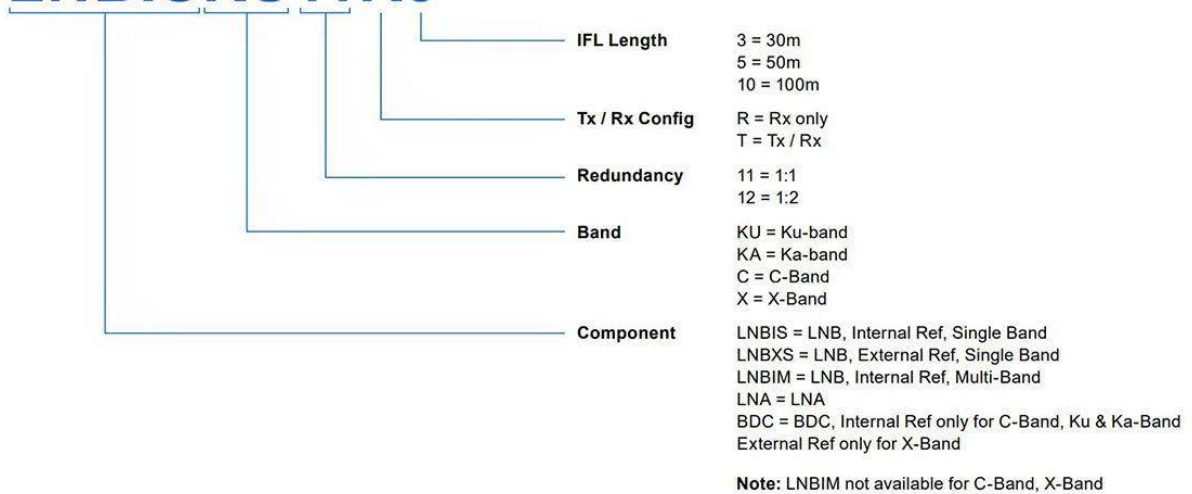 IFL Length 3 = 30m
5 = 50m
10 = 100m
Tx / Rx Config R = Rx only
T = Tx / Rx
Redundancy 11 = 1:1
12 = 1:2
Band KU = Ku-band
KA = Ka-band
C = C-Band
X = X-Band
Component LNBIS = LNB, Internal Ref, Single Band
LNBXS = LNB, External Ref, Single Band
LNBIM = LNB, Internal Ref, Multi-Band
LNA = LNA
BDC = BDC, Internal Ref only for C-Band, Ku & Ka-Band
External Ref only for X-Band
Note: LNBIM not available for C-Band, X-Band